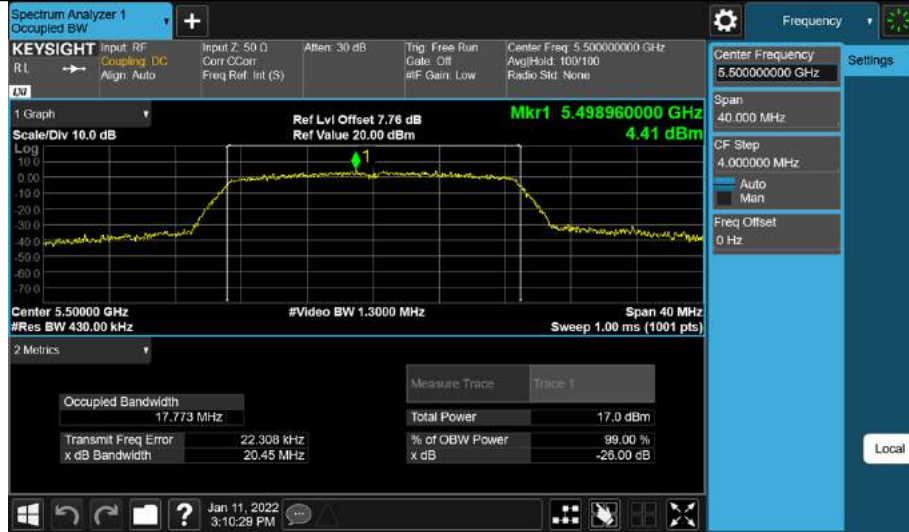 Spectrum Analyzer 1
Occupied BW
Frequency
KEYSIGHT
RL
LXI
Input: RF
Coupling: DC
Align: Auto
Input Z: 50 Ω
Corr CCorr
Freq Ref: Int (S)
Atten: 30 dB
Trig: Free Run
Gate: Off
#IF Gain: Low
Center Freq: 5.500000000 GHz
Avg|Hold: 100/100
Radio Std: None
Center Frequency
5.500000000 GHz
Settings
Span
40.000 MHz
CF Step
4.000000 MHz
Auto
Man
Freq Offset
0 Hz
Local
1 Graph
Scale/Div 10.0 dB
Ref Lvl Offset 7.76 dB
Ref Value 20.00 dBm
Mkr1 5.498960000 GHz
4.41 dBm
Log
10.0
0.00
-10.0
-20.0
-30.0
-40.0
-50.0
-60.0
-70.0
1
Center 5.50000 GHz
#Res BW 430.00 kHz
#Video BW 1.3000 MHz
Span 40 MHz
Sweep 1.00 ms (1001 pts)
2 Metrics
Measure Trace
Trace 1
Occupied Bandwidth
17.773 MHz
Total Power
17.0 dBm
Transmit Freq Error
22.308 kHz
% of OBW Power
99.00 %
x dB Bandwidth
20.45 MHz
x dB
-26.00 dB
Jan 11, 2022
3:10:29 PM